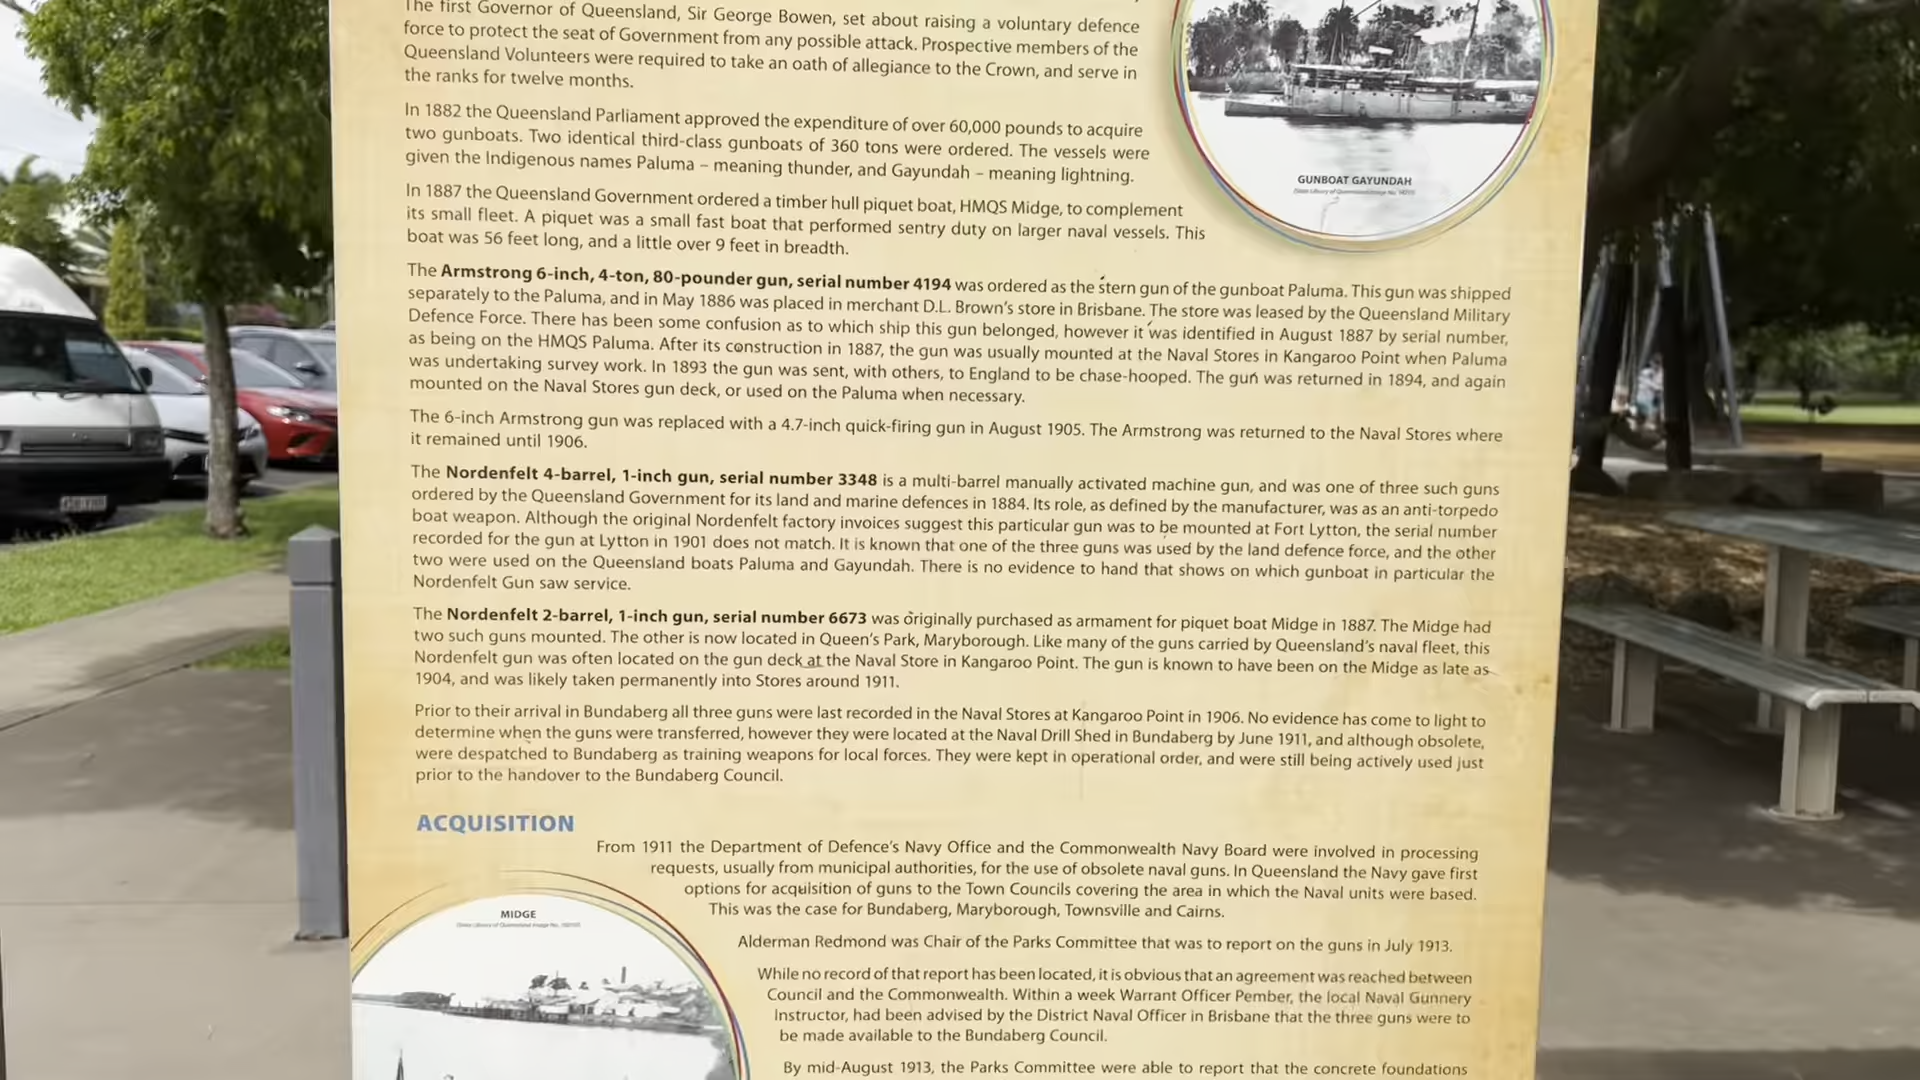 The first Governor of Queensland, Sir George Bowen, set about raising a voluntary defence
force to protect the seat of Government from any possible attack. Prospective members of the
Queensland Volunteers were required to take an oath of allegiance to the Crown, and serve in
the ranks for twelve months.
In 1882 the Queensland Parliament approved the expenditure of over 60,000 pounds to acquire
two gunboats. Two identical third-class gunboats of 360 tons were ordered. The vessels were
given the Indigenous names Paluma – meaning thunder, and Gayundah – meaning lightning.
GUNBOAT GAYUNDAH
In 1887 the Queensland Government ordered a timber hull piquet boat, HMQS Midge, to complement
its small fleet. A piquet was a small fast boat that performed sentry duty on larger naval vessels. This
boat was 56 feet long, and a little over 9 feet in breadth.
The Armstrong 6-inch, 4-ton, 80-pounder gun, serial number 4194 was ordered as the stern gun of the gunboat Paluma. This gun was shipped
separately to the Paluma, and in May 1886 was placed in merchant D.L. Brown's store in Brisbane. The store was leased by the Queensland Military
Defence Force. There has been some confusion as to which ship this gun belonged, however it was identified in August 1887 by serial number,
as being on the HMQS Paluma. After its construction in 1887, the gun was usually mounted at the Naval Stores in Kangaroo Point when Paluma
was undertaking survey work. In 1893 the gun was sent, with others, to England to be chase-hooped. The gun was returned in 1894, and again
mounted on the Naval Stores gun deck, or used on the Paluma when necessary.
The 6-inch Armstrong gun was replaced with a 4.7-inch quick-firing gun in August 1905. The Armstrong was returned to the Naval Stores where
it remained until 1906.
The Nordenfelt 4-barrel, 1-inch gun, serial number 3348 is a multi-barrel manually activated machine gun, and was one of three such guns
ordered by the Queensland Government for its land and marine defences in 1884. Its role, as defined by the manufacturer, was as an anti-torpedo
boat weapon. Although the original Nordenfelt factory invoices suggest this particular gun was to be mounted at Fort Lytton, the serial number
recorded for the gun at Lytton in 1901 does not match. It is known that one of the three guns was used by the land defence force, and the other
two were used on the Queensland boats Paluma and Gayundah. There is no evidence to hand that shows on which gunboat in particular the
Nordenfelt Gun saw service.
The Nordenfelt 2-barrel, 1-inch gun, serial number 6673 was originally purchased as armament for piquet boat Midge in 1887. The Midge had
two such guns mounted. The other is now located in Queen's Park, Maryborough. Like many of the guns carried by Queensland's naval fleet, this
Nordenfelt gun was often located on the gun deck at the Naval Store in Kangaroo Point. The gun is known to have been on the Midge as late as
1904, and was likely taken permanently into Stores around 1911.
Prior to their arrival in Bundaberg all three guns were last recorded in the Naval Stores at Kangaroo Point in 1906. No evidence has come to light to
determine when the guns were transferred, however they were located at the Naval Drill Shed in Bundaberg by June 1911, and although obsolete,
were despatched to Bundaberg as training weapons for local forces. They were kept in operational order, and were still being actively used just
prior to the handover to the Bundaberg Council.
ACQUISITION
From 1911 the Department of Defence's Navy Office and the Commonwealth Navy Board were involved in processing
requests, usually from municipal authorities, for the use of obsolete naval guns. In Queensland the Navy gave first
options for acquisition of guns to the Town Councils covering the area in which the Naval units were based.
This was the case for Bundaberg, Maryborough, Townsville and Cairns.
MIDGE
Alderman Redmond was Chair of the Parks Committee that was to report on the guns in July 1913.
While no record of that report has been located, it is obvious that an agreement was reached between
Council and the Commonwealth. Within a week Warrant Officer Pember, the local Naval Gunnery
Instructor, had been advised by the District Naval Officer in Brisbane that the three guns were to
be made available to the Bundaberg Council.
By mid-August 1913, the Parks Committee were able to report that the concrete foundations